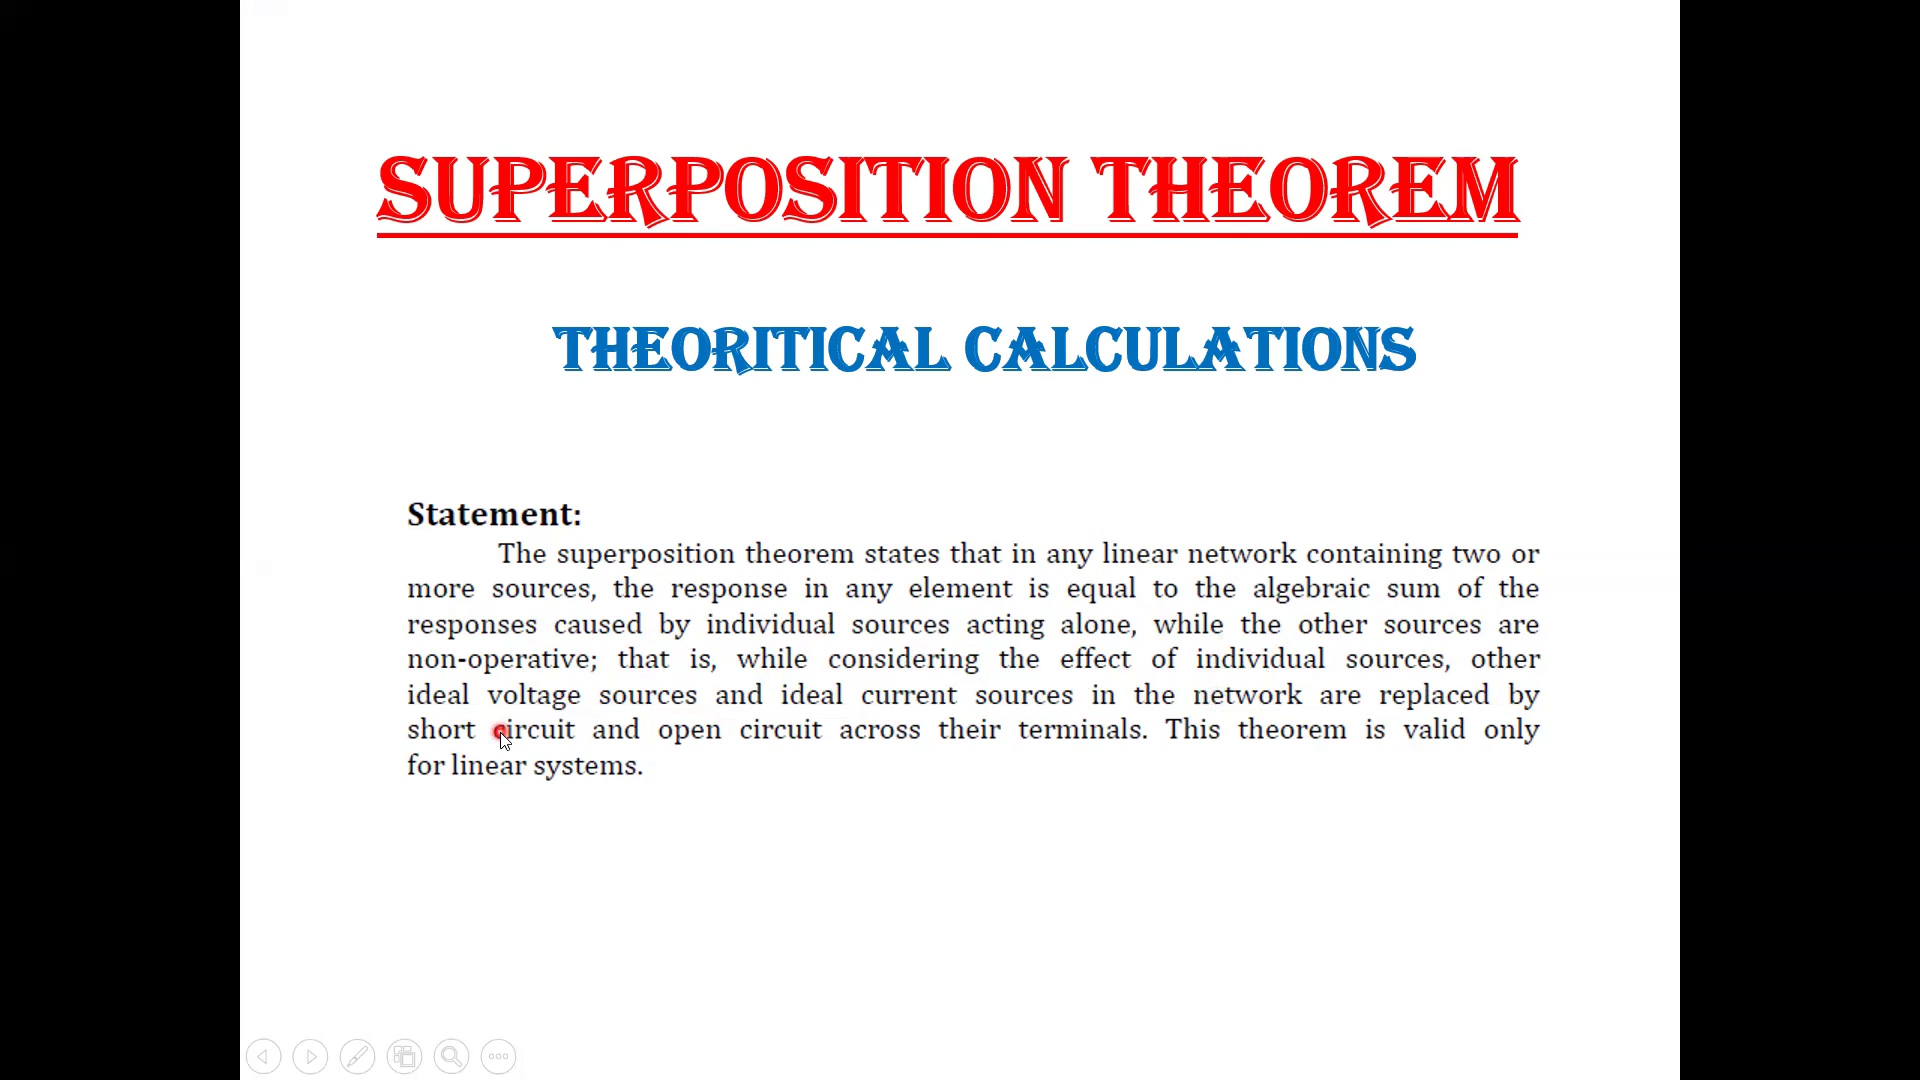 SUPERPOSITION THEOREM
THEORITICAL CALCULATIONS
Statement:
The superposition theorem states that in any linear network containing two or
more sources, the response in any element is equal to the algebraic sum of the
responses caused by individual sources acting alone, while the other sources are
non-operative; that is, while considering the effect of individual sources, other
ideal voltage sources and ideal current sources in the network are replaced by
short circuit and open circuit across their terminals. This theorem is valid only
for linear systems.